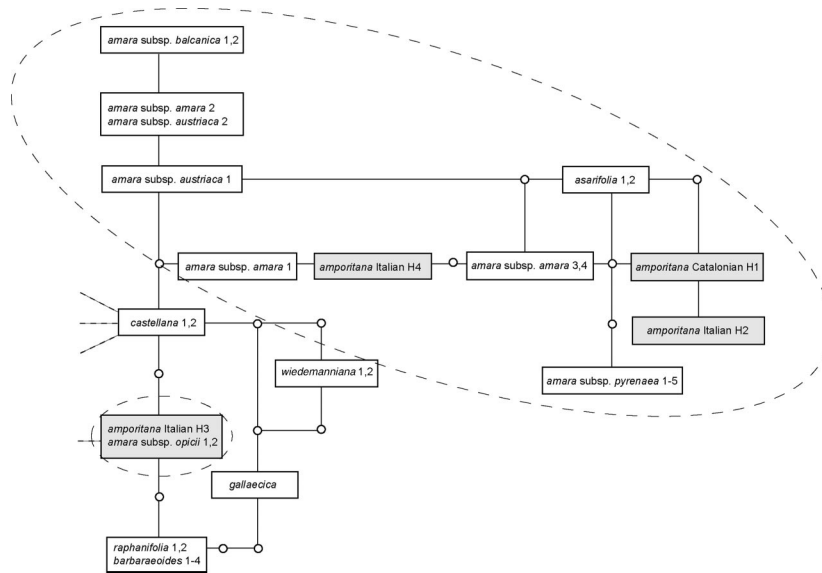 amara subsp. balcanica 1,2
amara subsp. amara 2
amara subsp. austriaca 2
amara subsp. austriaca 1
asarifolia 1,2
amara subsp. amara 1
amporitana Italian H4
amara subsp. amara 3,4
amporitana Catalonian H1
amporitana Italian H2
castellana 1,2
wiedemanniana 1,2
amara subsp. pyrenaea 1-5
amporitana Italian H3
amara subsp. opicii 1,2
gallaecica
raphanifolia 1,2
barbaraeoides 1-4